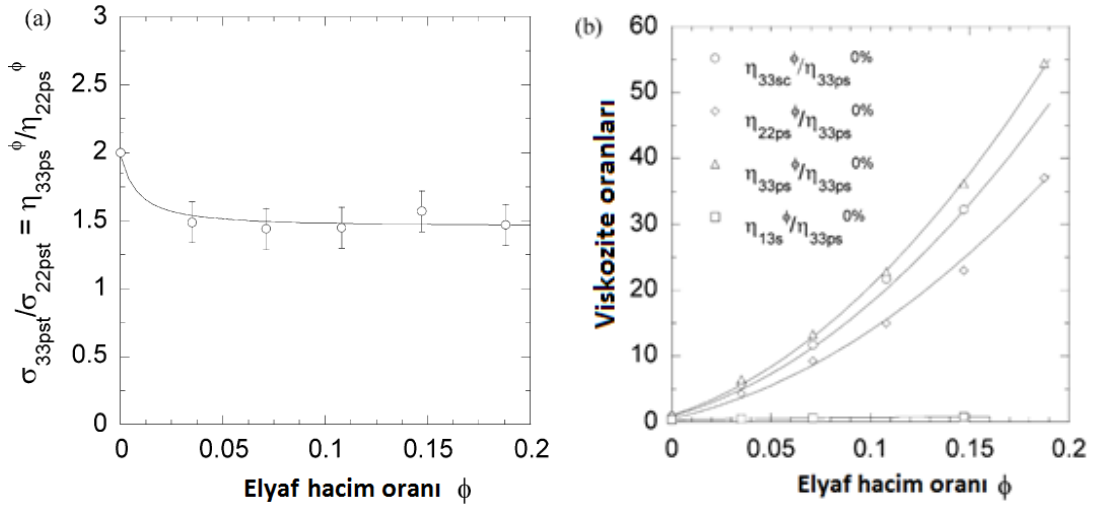 (a)
σ33pst/σ22pst = η33ps^ϕ/η22ps^ϕ
3
2.5
2
1.5
1
0.5
0
0 0.05 0.1 0.15 0.2
Elyaf hacim oranı ϕ
(b)
Viskozite oranları
60
50
40
30
20
10
0
η33sc^ϕ/η33ps^0%
η22ps^ϕ/η33ps^0%
η33ps^ϕ/η33ps^0%
η13s^ϕ/η33ps^0%
0 0.05 0.1 0.15 0.2
Elyaf hacim oranı ϕ